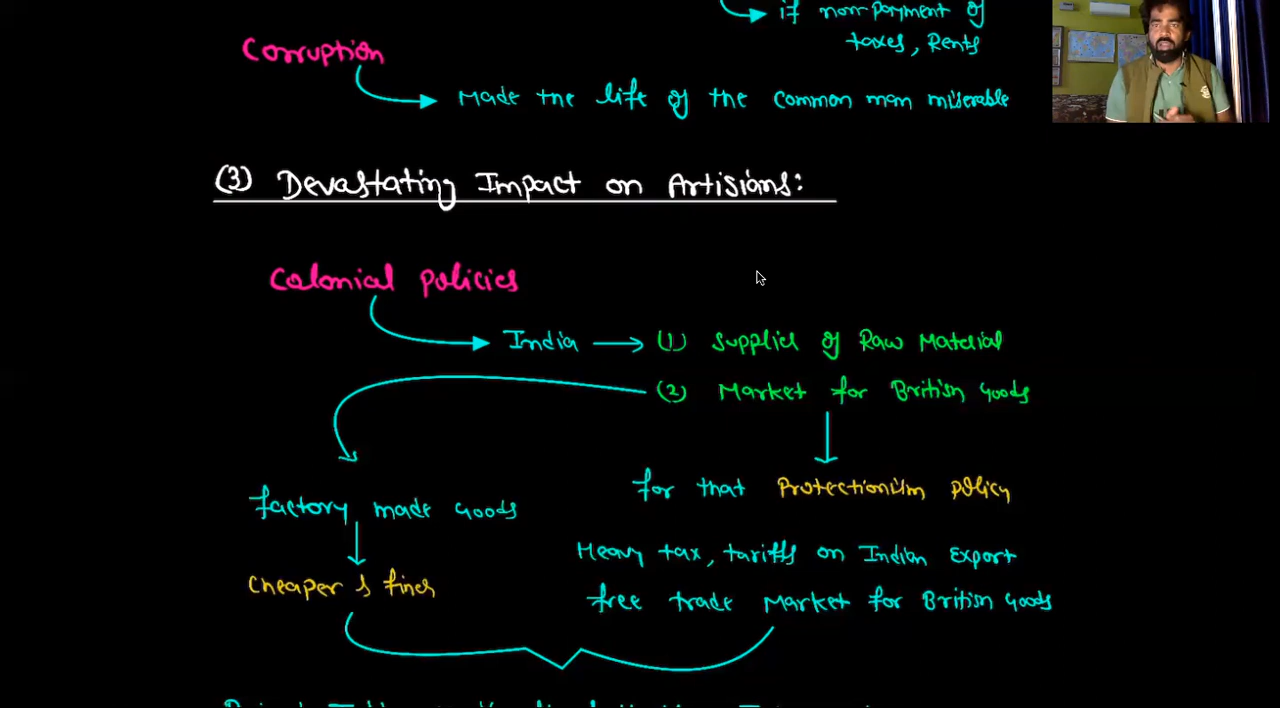 if non payment of
taxes, Rents
Corruption
Made the life of the common man miserable
(3) Devastating Impact on Artisians:
Colonial policies
India → (1) Supplier of Raw Material
(2) Market for British Goods
for that Protectionism policy
factory made Goods
Heavy tax, tariffs on Indian Export
Cheaper & finer
free trade Market for British Goods